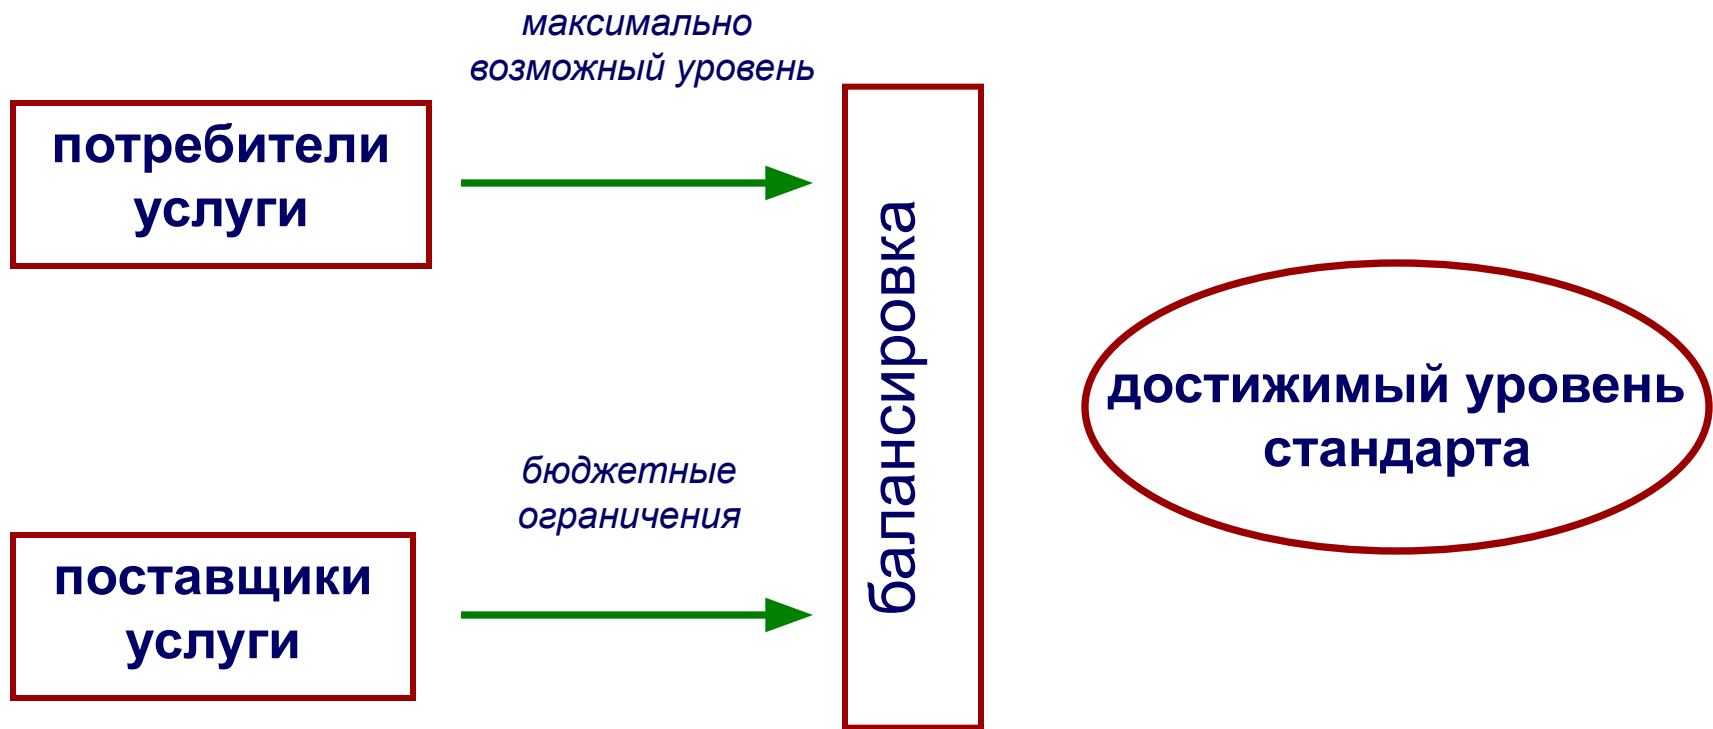 максимально
возможный уровень
потребители
услуги
балансировка
достижимый уровень
стандарта
бюджетные
ограничения
поставщики
услуги